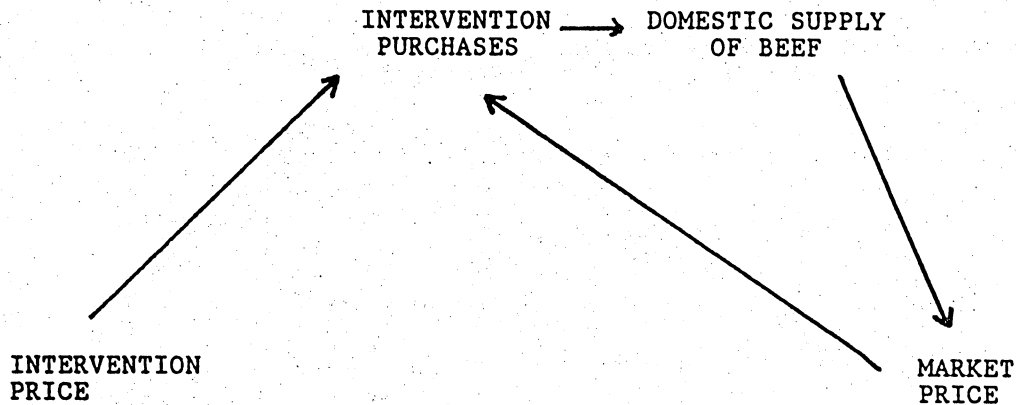 INTERVENTION
PURCHASES
DOMESTIC SUPPLY
OF BEEF
INTERVENTION
PRICE
MARKET
PRICE